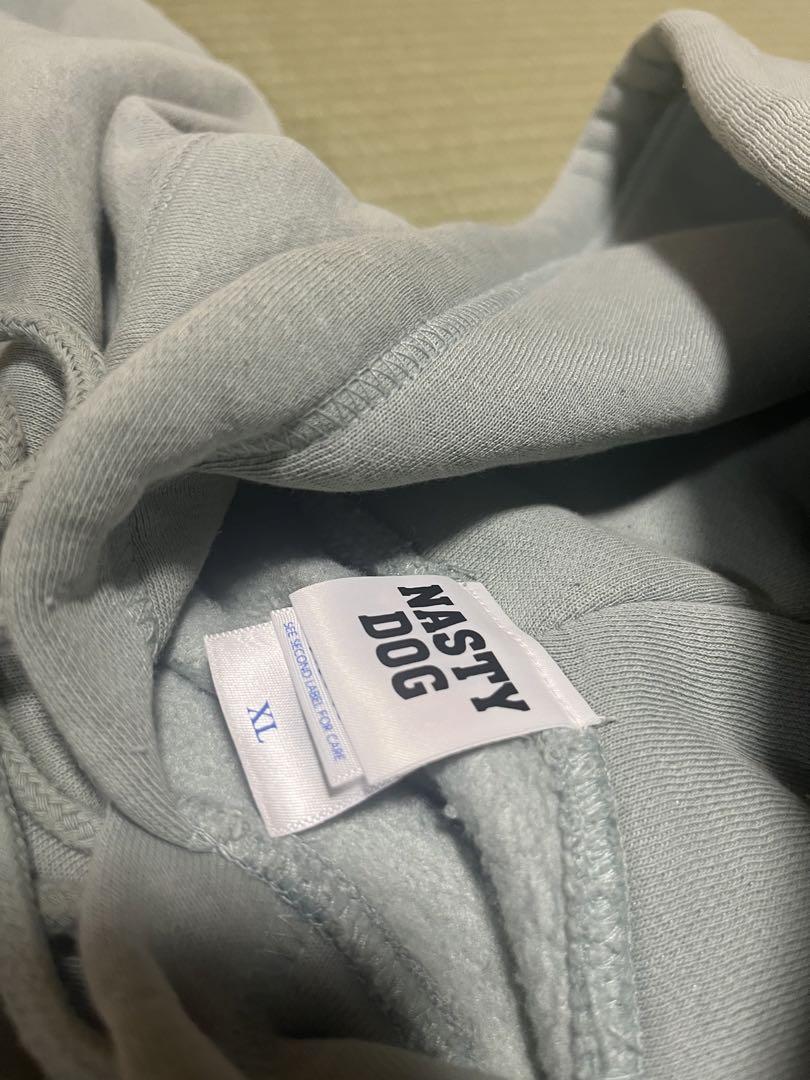 NASTY
DOG
SEE SECOND LABEL FOR CARE
XL